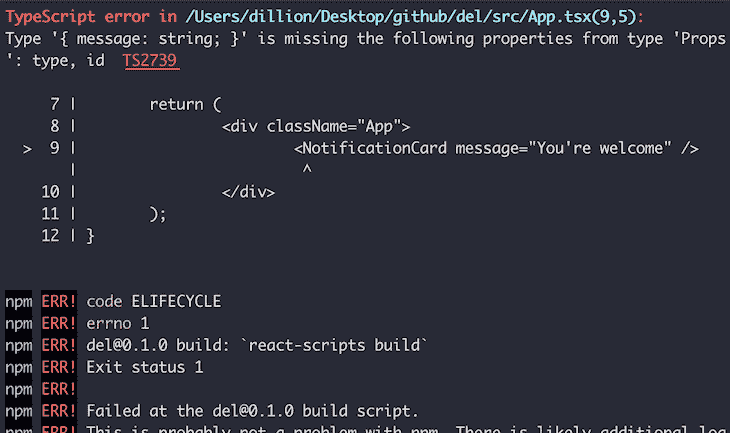 TypeScript error in /Users/dillion/Desktop/github/del/src/App.tsx(9,5):
Type '{ message: string; }' is missing the following properties from type 'Props
': type, id  TS2739
7 |        return (
8 |                <div className="App">
> 9 |                        <NotificationCard message="You're welcome" />
|                         ^
10 |                </div>
11 |        );
12 | }
npm ERR! code ELIFECYCLE
npm ERR! errno 1
npm ERR! del@0.1.0 build: `react-scripts build`
npm ERR! Exit status 1
npm ERR!
npm ERR! Failed at the del@0.1.0 build script.
npm ERR! This is probably not a problem with npm. There is likely additional log